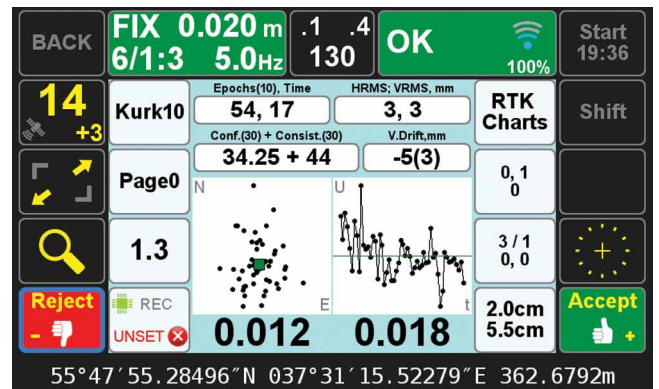 BACK
FIX 0.020 m
6/1:3 5.0Hz
.1 .4
130
OK
100%
Start
19:36
14
+3
Kurk10
Epochs(10), Time
54, 17
HRMS; VRMS, mm
3, 3
RTK
Charts
Shift
Conf.(30) + Consist.(30)
34.25 + 44
V.Drift,mm
-5(3)
Page0
0, 1
0
N
E
U
t
1.3
3 / 1
0, 0
Reject
-
REC
UNSET
0.012
0.018
2.0cm
5.5cm
Accept
+
55°47′55.28496″N 037°31′15.52279″E 362.6792m